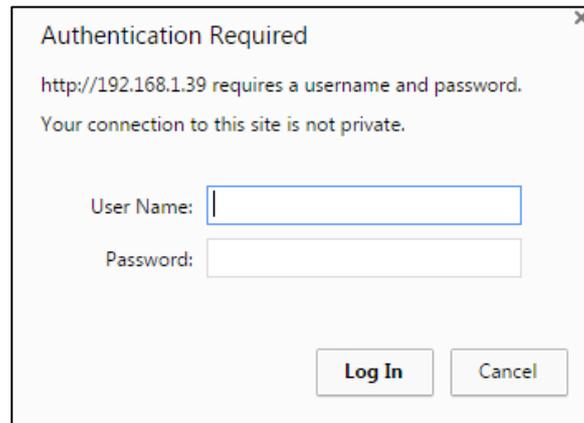 Authentication Required
http://192.168.1.39 requires a username and password.
Your connection to this site is not private.
User Name:
Password:
Log In Cancel